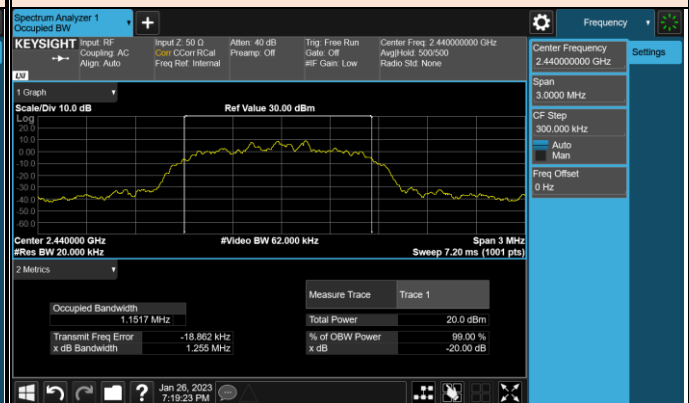 Spectrum Analyzer 1
Occupied BW
+
Frequency
KEYSIGHT
Input: RF
Coupling: AC
Align: Auto
Input Z: 50 Ω
Corr CCorr RCal
Freq Ref: Internal
Atten: 40 dB
Preamp: Off
Trig: Free Run
Gate: Off
#IF Gain: Low
Center Freq: 2.440000000 GHz
Avg|Hold: 500/500
Radio Std: None
LXI
Center Frequency
2.440000000 GHz
Settings
Span
3.0000 MHz
CF Step
300.000 kHz
Auto
Man
Freq Offset
0 Hz
1 Graph
Scale/Div 10.0 dB
Ref Value 30.00 dBm
Log
20.0
10.0
0.00
-10.0
-20.0
-30.0
-40.0
-50.0
-60.0
Center 2.440000 GHz
#Video BW 62.000 kHz
Span 3 MHz
#Res BW 20.000 kHz
Sweep 7.20 ms (1001 pts)
2 Metrics
Measure Trace
Trace 1
Occupied Bandwidth
1.1517 MHz
Total Power
20.0 dBm
Transmit Freq Error
-18.862 kHz
% of OBW Power
99.00 %
x dB Bandwidth
1.255 MHz
x dB
-20.00 dB
?
Jan 26, 2023
7:19:23 PM